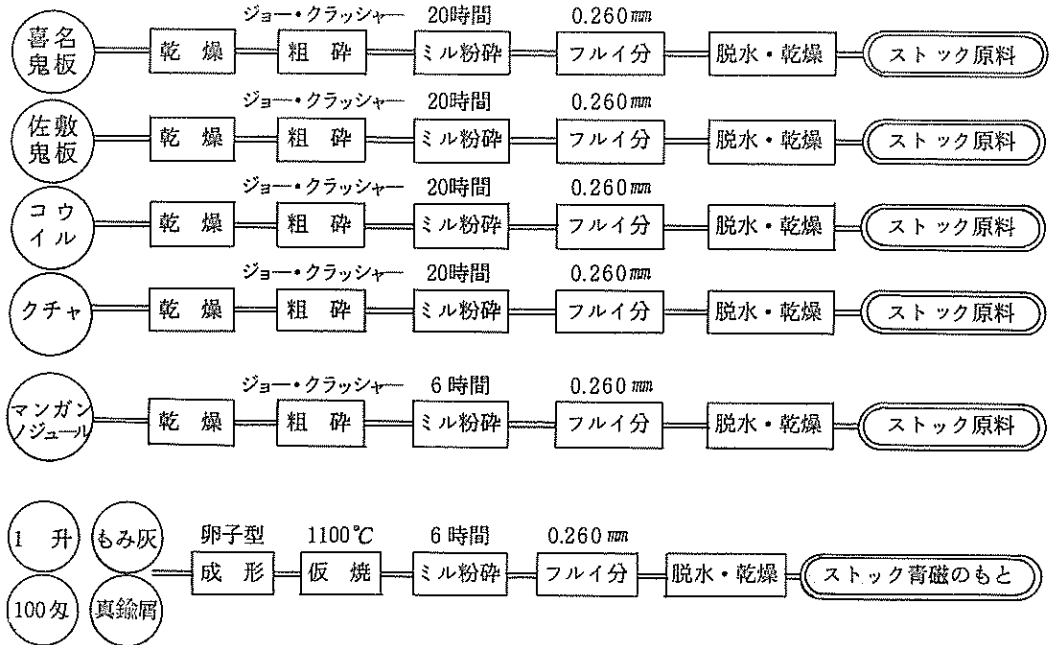 ジョー・クラッシャー 20時間 0.260㎜
喜名
鬼板
乾燥 粗砕 ミル粉砕 フルイ分 脱水・乾燥 ストック原料
ジョー・クラッシャー 20時間 0.260㎜
佐敷
鬼板
乾燥 粗砕 ミル粉砕 フルイ分 脱水・乾燥 ストック原料
ジョー・クラッシャー 20時間 0.260㎜
コウ
イル
乾燥 粗砕 ミル粉砕 フルイ分 脱水・乾燥 ストック原料
ジョー・クラッシャー 20時間 0.260㎜
クチャ 乾燥 粗砕 ミル粉砕 フルイ分 脱水・乾燥 ストック原料
ジョー・クラッシャー 6時間 0.260㎜
マンガン
ノジュール
乾燥 粗砕 ミル粉砕 フルイ分 脱水・乾燥 ストック原料
1升 もみ灰
100匁 真鍮屑
卵子型 1100℃ 6時間 0.260㎜
成形 仮焼 ミル粉砕 フルイ分 脱水・乾燥 ストック青磁のもと